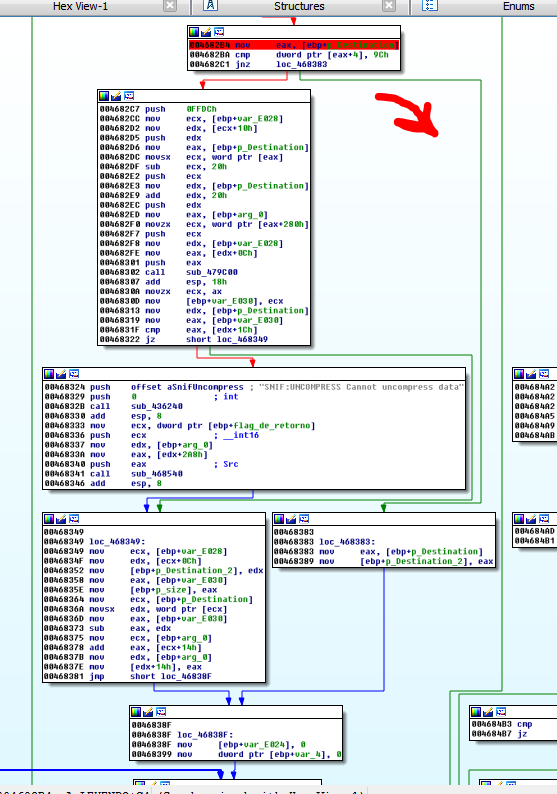 Hex View-1
Structures
Enums
004682B4 mov eax, [ebp+p_Destination]
004682BA cmp dword ptr [eax+4], 9Ch
004682C1 jnz loc_468383
004682C7 push 0FFDCh
004682CC mov ecx, [ebp+var_E028]
004682D2 mov edx, [ecx+10h]
004682D5 push edx
004682D6 mov eax, [ebp+p_Destination]
004682DC movsx ecx, word ptr [eax]
004682DF sub ecx, 20h
004682E2 push ecx
004682E3 mov edx, [ebp+p_Destination]
004682E9 add edx, 20h
004682EC push edx
004682ED mov eax, [ebp+arg_0]
004682F0 movzx ecx, word ptr [eax+280h]
004682F7 push ecx
004682F8 mov edx, [ebp+var_E028]
004682FE mov eax, [edx+0Ch]
00468301 push eax
00468302 call sub_479C00
00468307 add esp, 18h
0046830A movzx ecx, ax
0046830D mov [ebp+var_E030], ecx
00468313 mov edx, [ebp+p_Destination]
00468319 mov eax, [ebp+var_E030]
0046831F cmp eax, [edx+1Ch]
00468322 jz short loc_468349
00468324 push offset aSnifUncompress ; "SNIF:UNCOMPRESS Cannot uncompress data"
00468329 push 0 ; int
0046832B call sub_436240
00468330 add esp, 8
00468333 mov ecx, dword ptr [ebp+flag_de_retorno]
00468336 push ecx ; __int16
00468337 mov edx, [ebp+arg_0]
0046833A mov eax, [edx+2A8h]
00468340 push eax ; Src
00468341 call sub_468540
00468346 add esp, 8
004684A2
004684A2
004684A2
004684A5
004684A9
004684AB
00468349
00468349 loc_468349:
00468349 mov ecx, [ebp+var_E028]
0046834F mov edx, [ecx+0Ch]
00468352 mov [ebp+p_Destination_2], edx
00468358 mov eax, [ebp+var_E030]
0046835E mov [ebp+p_size], eax
00468364 mov ecx, [ebp+p_Destination]
0046836A movsx edx, word ptr [ecx]
0046836D mov eax, [ebp+var_E030]
00468373 sub eax, edx
00468375 mov ecx, [ebp+arg_0]
00468378 add eax, [ecx+14h]
0046837B mov edx, [ebp+arg_0]
0046837E mov [edx+14h], eax
00468381 jmp short loc_46838F
00468383
00468383 loc_468383:
00468383 mov eax, [ebp+p_Destination]
00468389 mov [ebp+p_Destination_2], eax
004684AD
004684B1
0046838F
0046838F loc_46838F:
0046838F mov [ebp+var_E024], 0
00468399 mov dword ptr [ebp+var_4], 0
004684B3 cmp
004684B7 jz